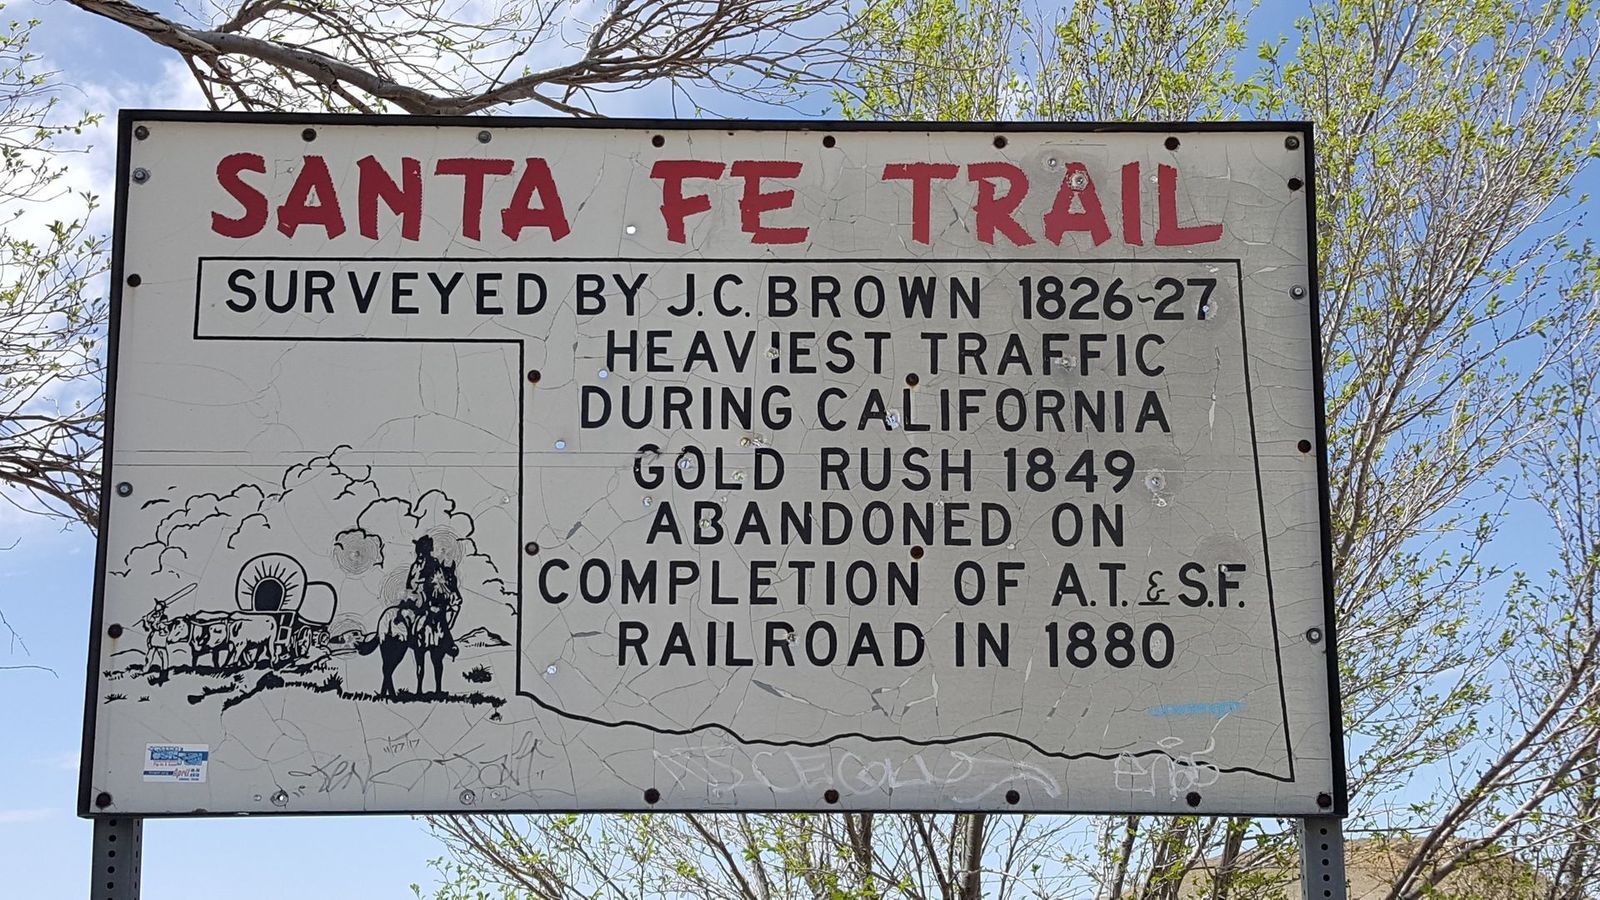 SANTA FE TRAIL
SURVEYED BY J.C. BROWN 1826-27
HEAVIEST TRAFFIC
DURING CALIFORNIA
GOLD RUSH 1849
ABANDONED ON
COMPLETION OF A.T. & S.F.
RAILROAD IN 1880
April